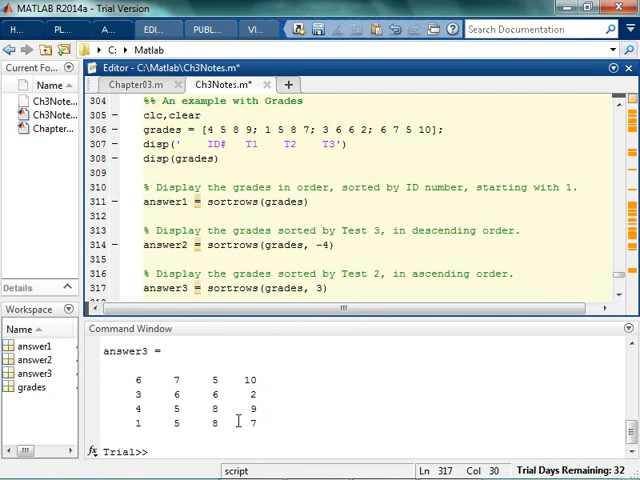 MATLAB R2014a - Trial Version
H... P... A... EDI... PUBL... VI... Search Documentation
C: Matlab
Current Fo... Editor - C:\Matlab\Ch3Notes.m*
Name Chapter03.m Ch3Notes.m*
Ch3Note...
Ch3Note...
Chapter...
304 %% An example with Grades
305 clc,clear
306 grades = [4 5 8 9; 1 5 8 7; 3 6 6 2; 6 7 5 10];
307 disp(' ID# T1 T2 T3')
308 disp(grades)
309
310 % Display the grades in order, sorted by ID number, starting with 1.
311 answer1 = sortrows(grades)
312
313 % Display the grades sorted by Test 3, in descending order.
314 answer2 = sortrows(grades, -4)
315
316 % Display the grades sorted by Test 2, in ascending order.
317 answer3 = sortrows(grades, 3)
Details
Workspace
Name
answer1
answer2
answer3
grades
Command Window
answer3 =
6 7 5 10
3 6 6 2
4 5 8 9
1 5 8 7
fx Trial>>
script Ln 317 Col 30 Trial Days Remaining: 32